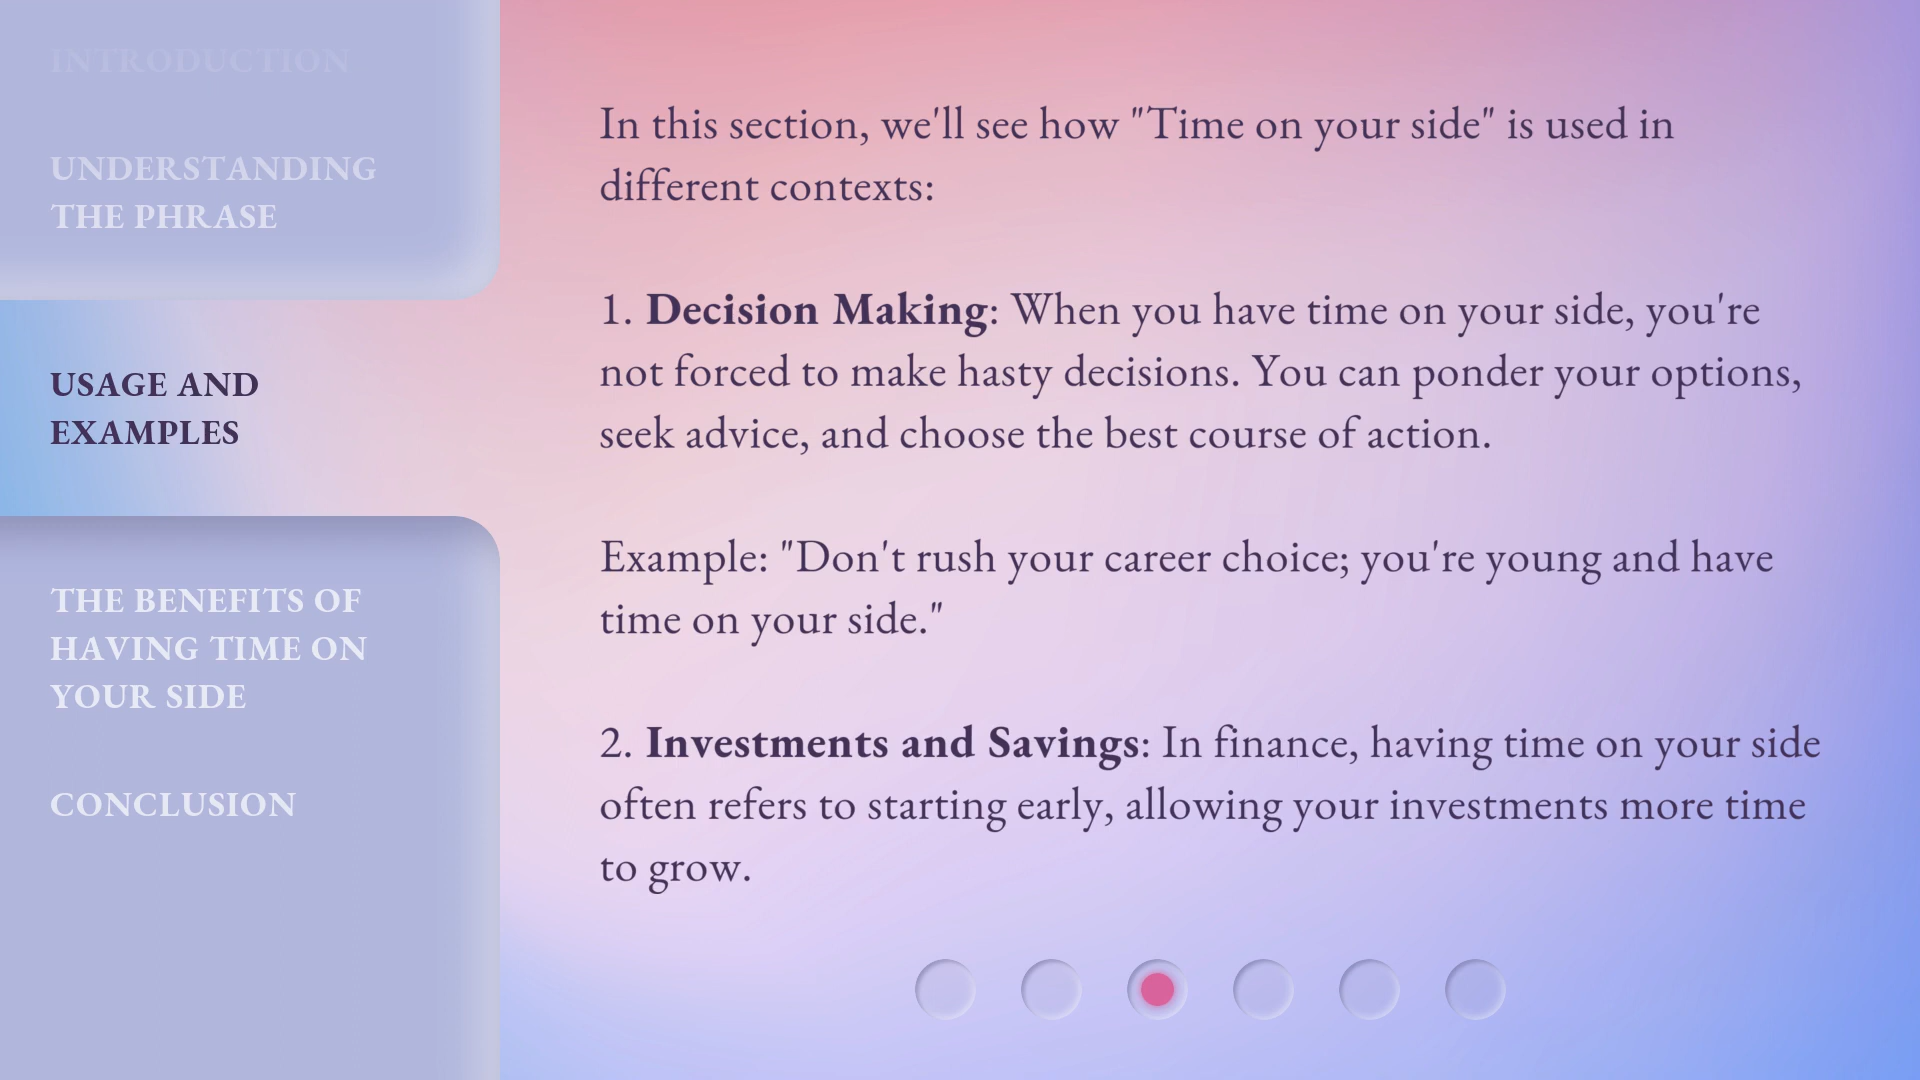 INTRODUCTION
UNDERSTANDING
THE PHRASE
USAGE AND
EXAMPLES
THE BENEFITS OF
HAVING TIME ON
YOUR SIDE
CONCLUSION
In this section, we'll see how "Time on your side" is used in
different contexts:
1. Decision Making: When you have time on your side, you're
not forced to make hasty decisions. You can ponder your options,
seek advice, and choose the best course of action.
Example: "Don't rush your career choice; you're young and have
time on your side."
2. Investments and Savings: In finance, having time on your side
often refers to starting early, allowing your investments more time
to grow.